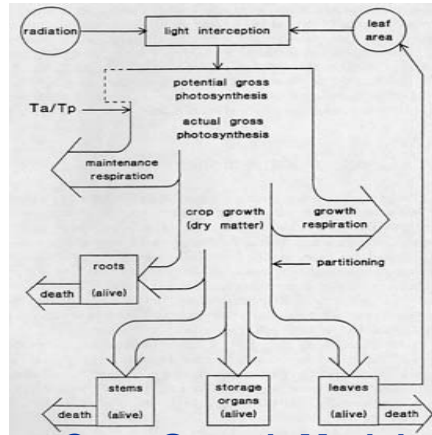 radiation
light interception
leaf
area
potential gross
photosynthesis
Ta/Tp
actual gross
photosynthesis
maintenance
respiration
crop growth
(dry matter)
growth
respiration
partitioning
roots
(alive)
death
stems
(alive)
death
storage
organs
(alive)
leaves
(alive)
death